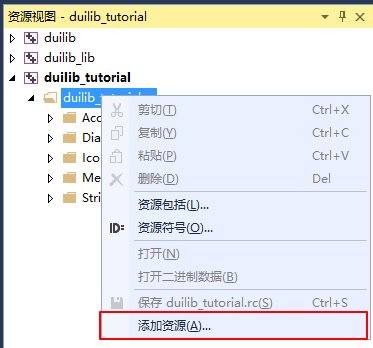 资源视图 - duilib_tutorial
duilib
duilib_lib
duilib_tutorial
duilib_tutorial.rc
Acc
Dia
Ico
Me
Stri
剪切(T) Ctrl+X
复制(Y) Ctrl+C
粘贴(P) Ctrl+V
删除(D) Del
资源包括(L)...
资源符号(O)...
打开(N)
打开二进制数据(B)
保存 duilib_tutorial.rc(S) Ctrl+S
添加资源(A)...